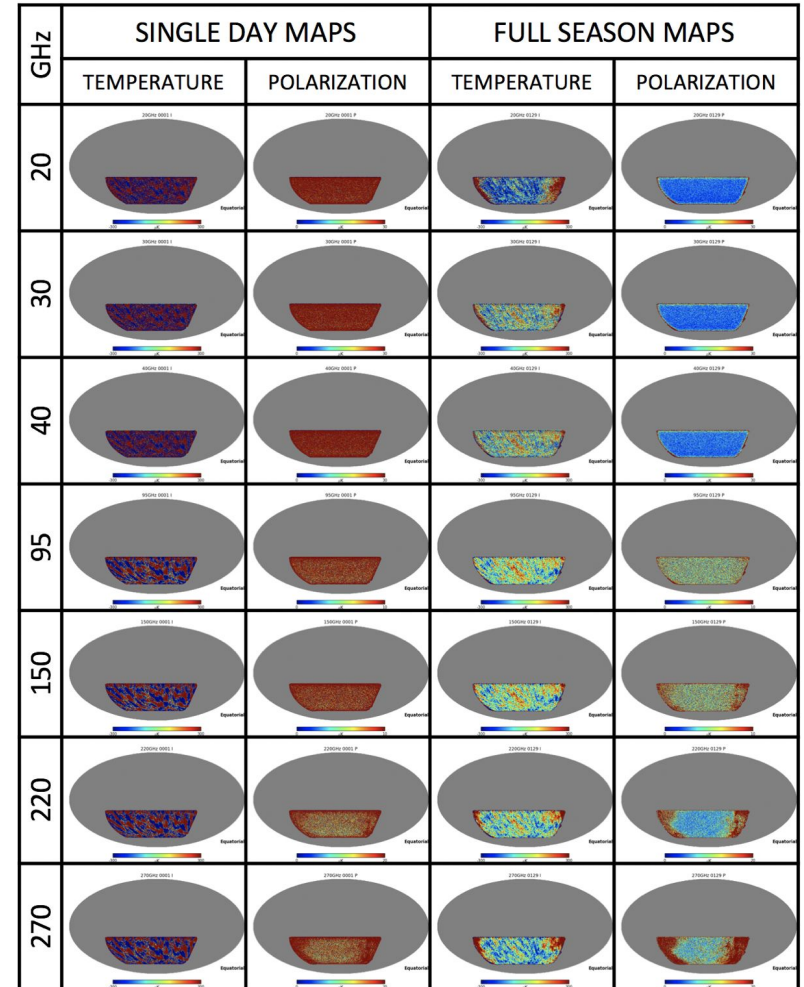 GHz
SINGLE DAY MAPS
FULL SEASON MAPS
TEMPERATURE
POLARIZATION
TEMPERATURE
POLARIZATION
20
20GHz 0001 I
20GHz 0001 P
20GHz 0129 I
20GHz 0129 P
Equatorial
Equatorial
Equatorial
Equatorial
30
30GHz 0001 I
30GHz 0001 P
30GHz 0129 I
30GHz 0129 P
Equatorial
Equatorial
Equatorial
Equatorial
40
40GHz 0001 I
40GHz 0001 P
40GHz 0129 I
40GHz 0129 P
Equatorial
Equatorial
Equatorial
Equatorial
95
95GHz 0001 I
95GHz 0001 P
95GHz 0129 I
95GHz 0129 P
Equatorial
Equatorial
Equatorial
Equatorial
150
150GHz 0001 I
150GHz 0001 P
150GHz 0129 I
150GHz 0129 P
Equatorial
Equatorial
Equatorial
Equatorial
220
220GHz 0001 I
220GHz 0001 P
220GHz 0129 I
220GHz 0129 P
Equatorial
Equatorial
Equatorial
Equatorial
270
270GHz 0001 I
270GHz 0001 P
270GHz 0129 I
270GHz 0129 P
Equatorial
Equatorial
Equatorial
Equatorial